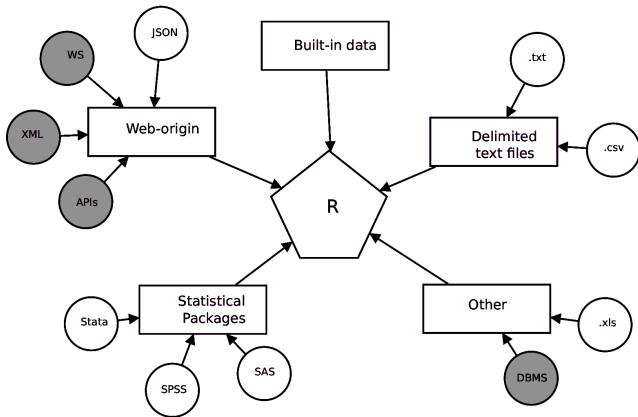 JSON
WS
Built-in data
.txt
Web-origin
XML
Delimited
text files
.csv
APIs
R
Statistical
Packages
Other
Stata
.xls
SAS
SPSS
DBMS